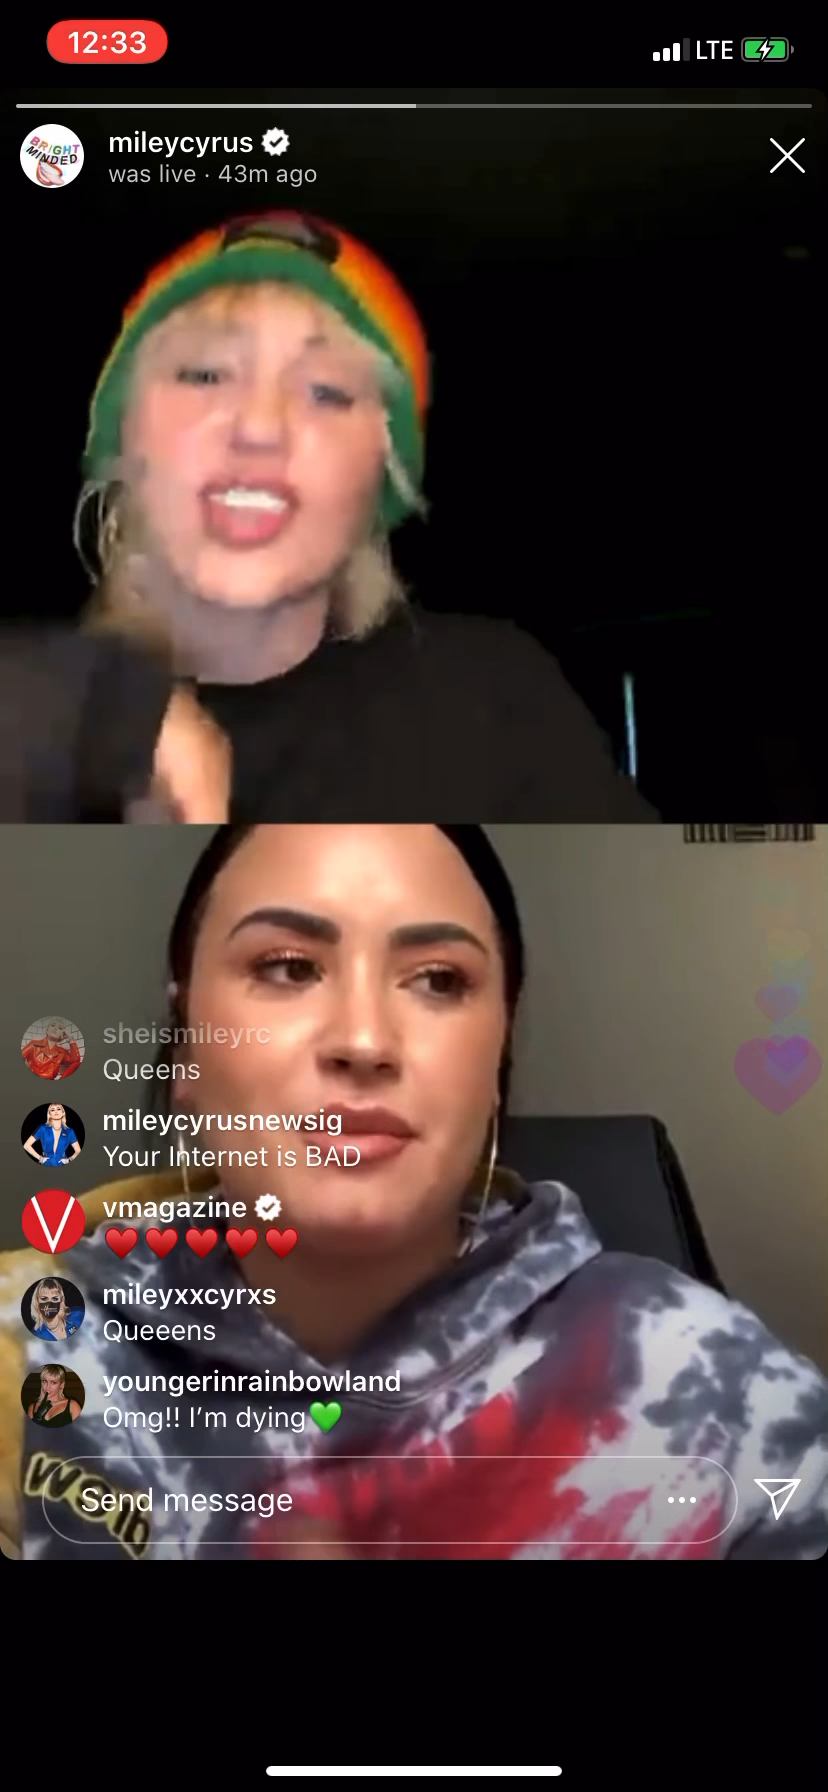 12:33
LTE
BRIGHT
MINDED
mileycyrus
was live · 43m ago
sheismileyrc
Queens
mileycyrusnewsig
Your Internet is BAD
V
vmagazine
❤️❤️❤️❤️❤️
mileyxxcyrxs
Queeens
youngerinrainbowland
Omg!! I’m dying💚
Send message